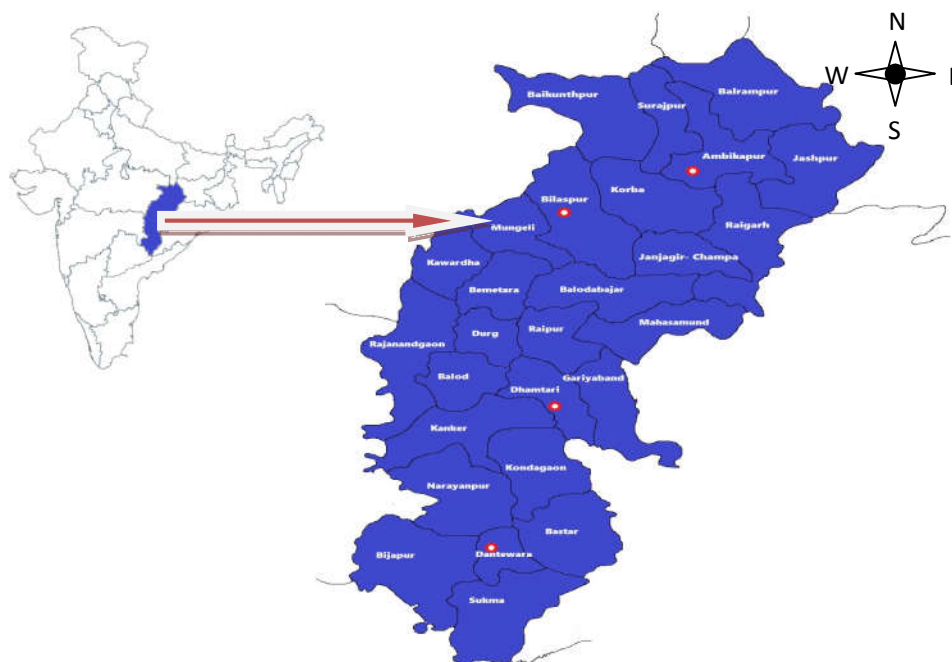 N
W
E
S
Baikunthpur
Surajpur
Balrampur
Ambikapur
Jashpur
Korba
Bilaspur
Mungeli
Raigarh
Janjagir- Champa
Kawardha
Bemetara
Balodabajar
Mahasamund
Durg
Raipur
Rajanandgaon
Balod
Dhamtari
Gariyaband
Kanker
Kondagaon
Narayanpur
Bastar
Bijapur
Dantewara
Sukma